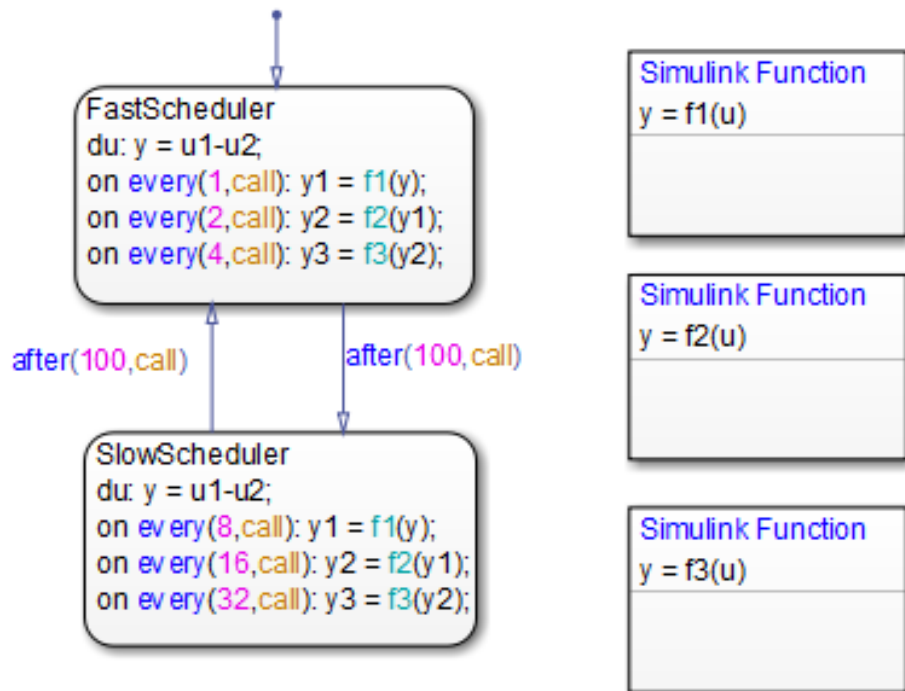 FastScheduler
du: y = u1-u2;
on every(1,call): y1 = f1(y);
on every(2,call): y2 = f2(y1);
on every(4,call): y3 = f3(y2);
after(100,call)
after(100,call)
SlowScheduler
du: y = u1-u2;
on every(8,call): y1 = f1(y);
on every(16,call): y2 = f2(y1);
on every(32,call): y3 = f3(y2);
Simulink Function
y = f1(u)
Simulink Function
y = f2(u)
Simulink Function
y = f3(u)